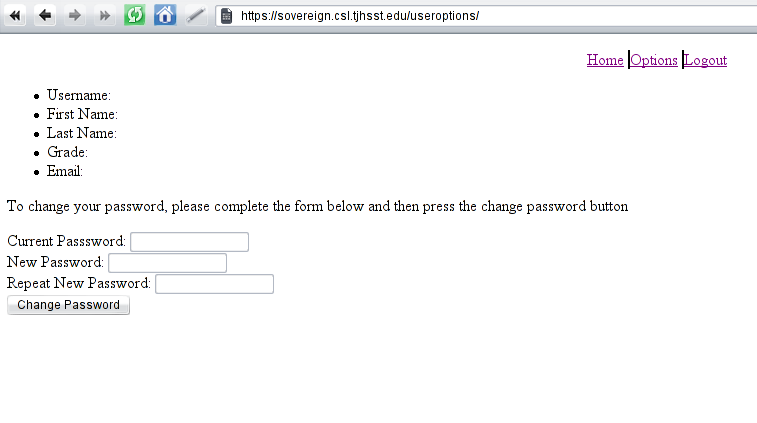 https://sovereign.csl.tjhsst.edu/useroptions/
Home Options Logout
Username:
First Name:
Last Name:
Grade:
Email:
To change your password, please complete the form below and then press the change password button
Current Passsword:
New Password:
Repeat New Password:
Change Password